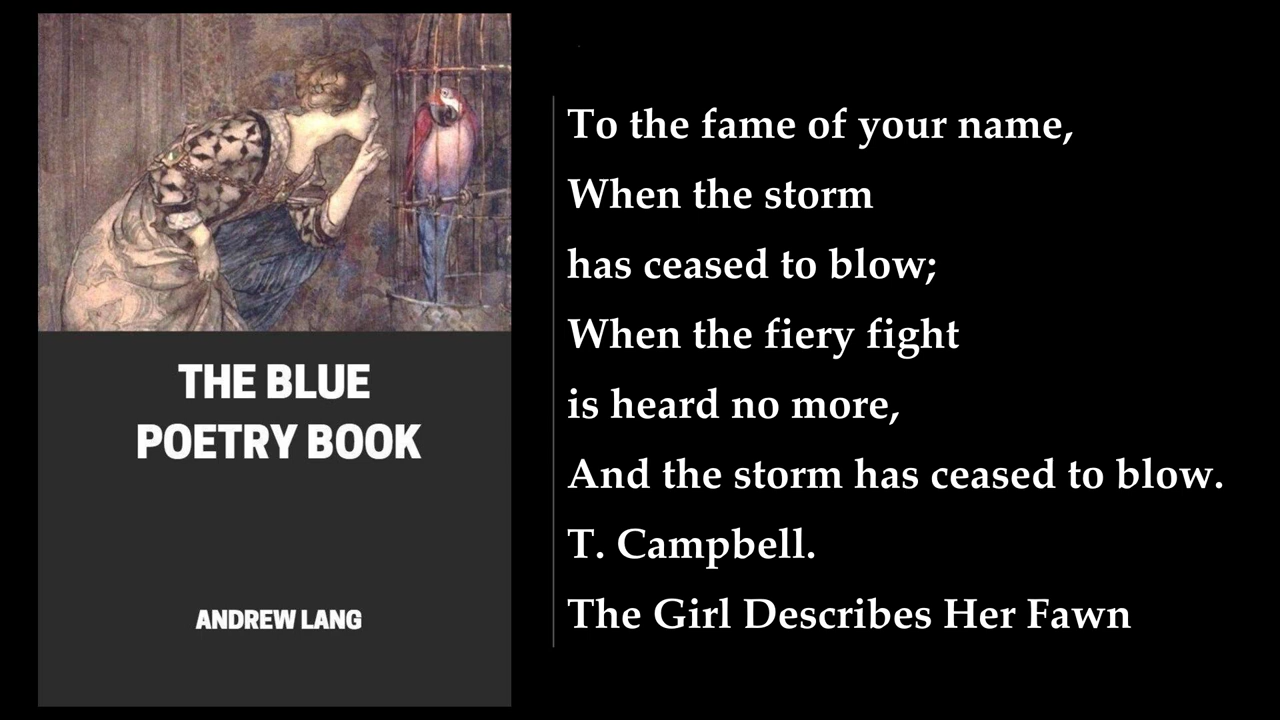 THE BLUE
POETRY BOOK
ANDREW LANG
To the fame of your name,
When the storm
has ceased to blow;
When the fiery fight
is heard no more,
And the storm has ceased to blow.
T. Campbell.
The Girl Describes Her Fawn